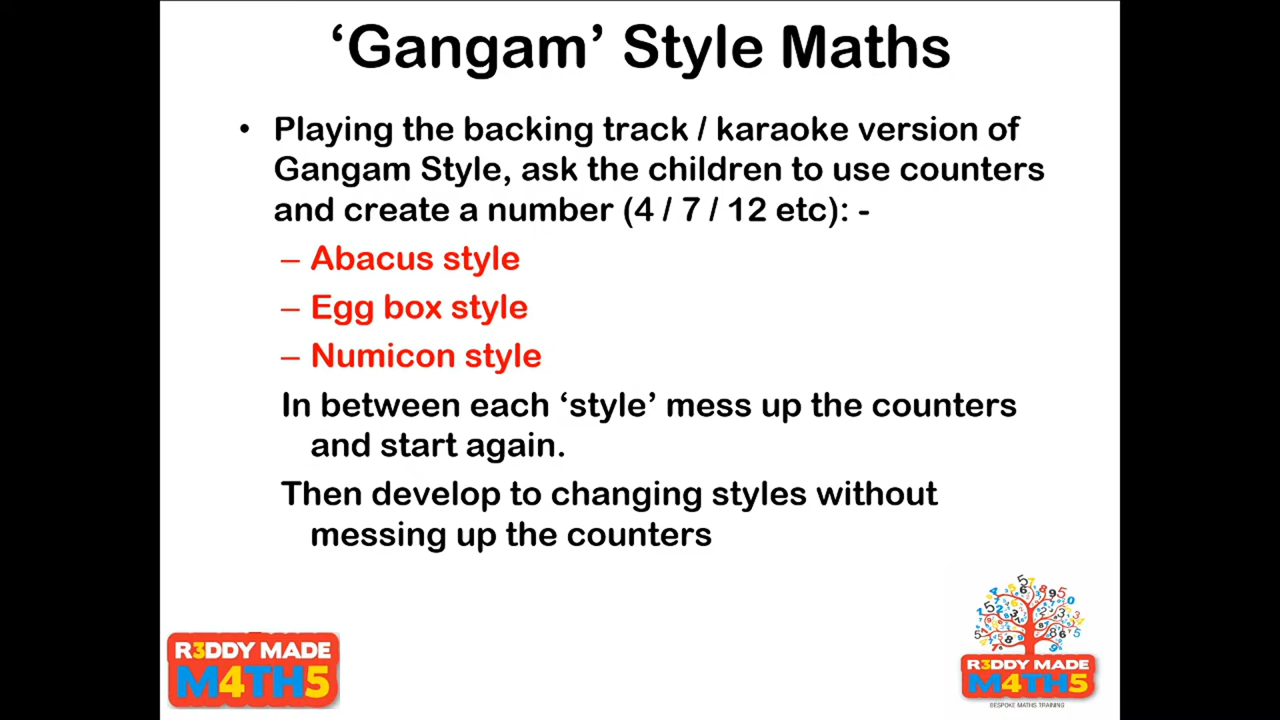 ‘Gangam’ Style Maths
• Playing the backing track / karaoke version of
Gangam Style, ask the children to use counters
and create a number (4 / 7 / 12 etc): -
– Abacus style
– Egg box style
– Numicon style
In between each ‘style’ mess up the counters
and start again.
Then develop to changing styles without
messing up the counters
R3DDY MADE
M4TH5
R3DDY MADE
M4TH5
BESPOKE MATHS TRAINING